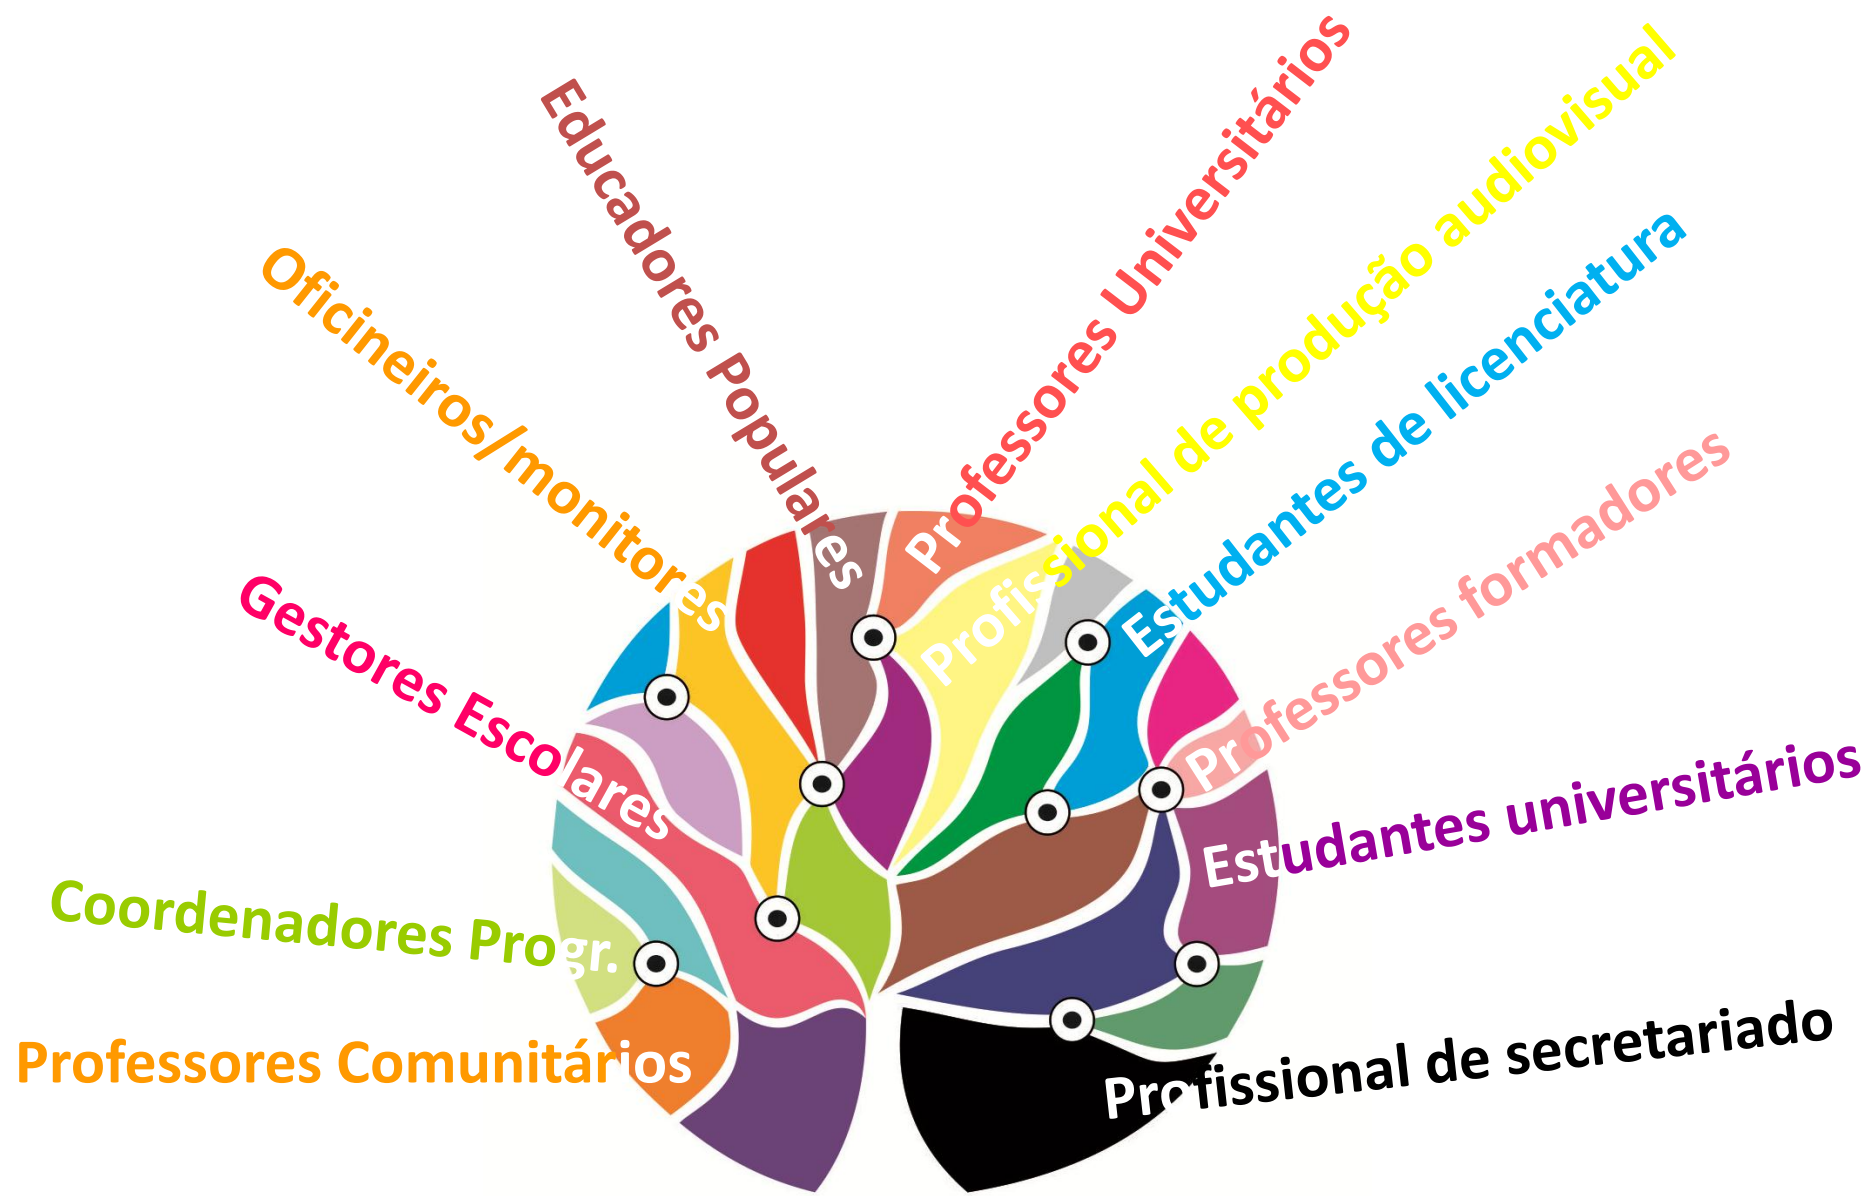 Educadores Populares
Professores Universitários
Profissional de produção audiovisual
Oficineiros/monitores
Estudantes de licenciatura
Gestores Escolares
Professores formadores
Estudantes universitários
Coordenadores Progr.
Professores Comunitários
Profissional de secretariado